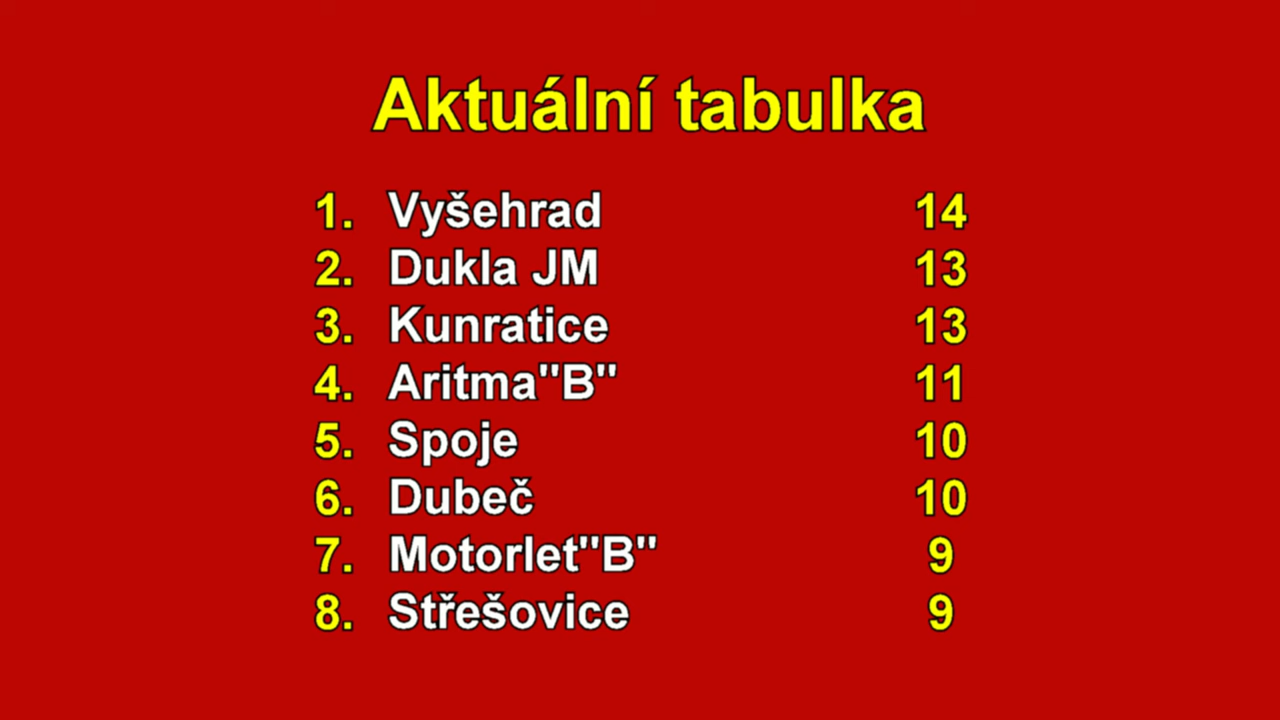 Aktuální tabulka
1. Vyšehrad 14
2. Dukla JM 13
3. Kunratice 13
4. Aritma"B" 11
5. Spoje 10
6. Dubeč 10
7. Motorlet"B" 9
8. Střešovice 9